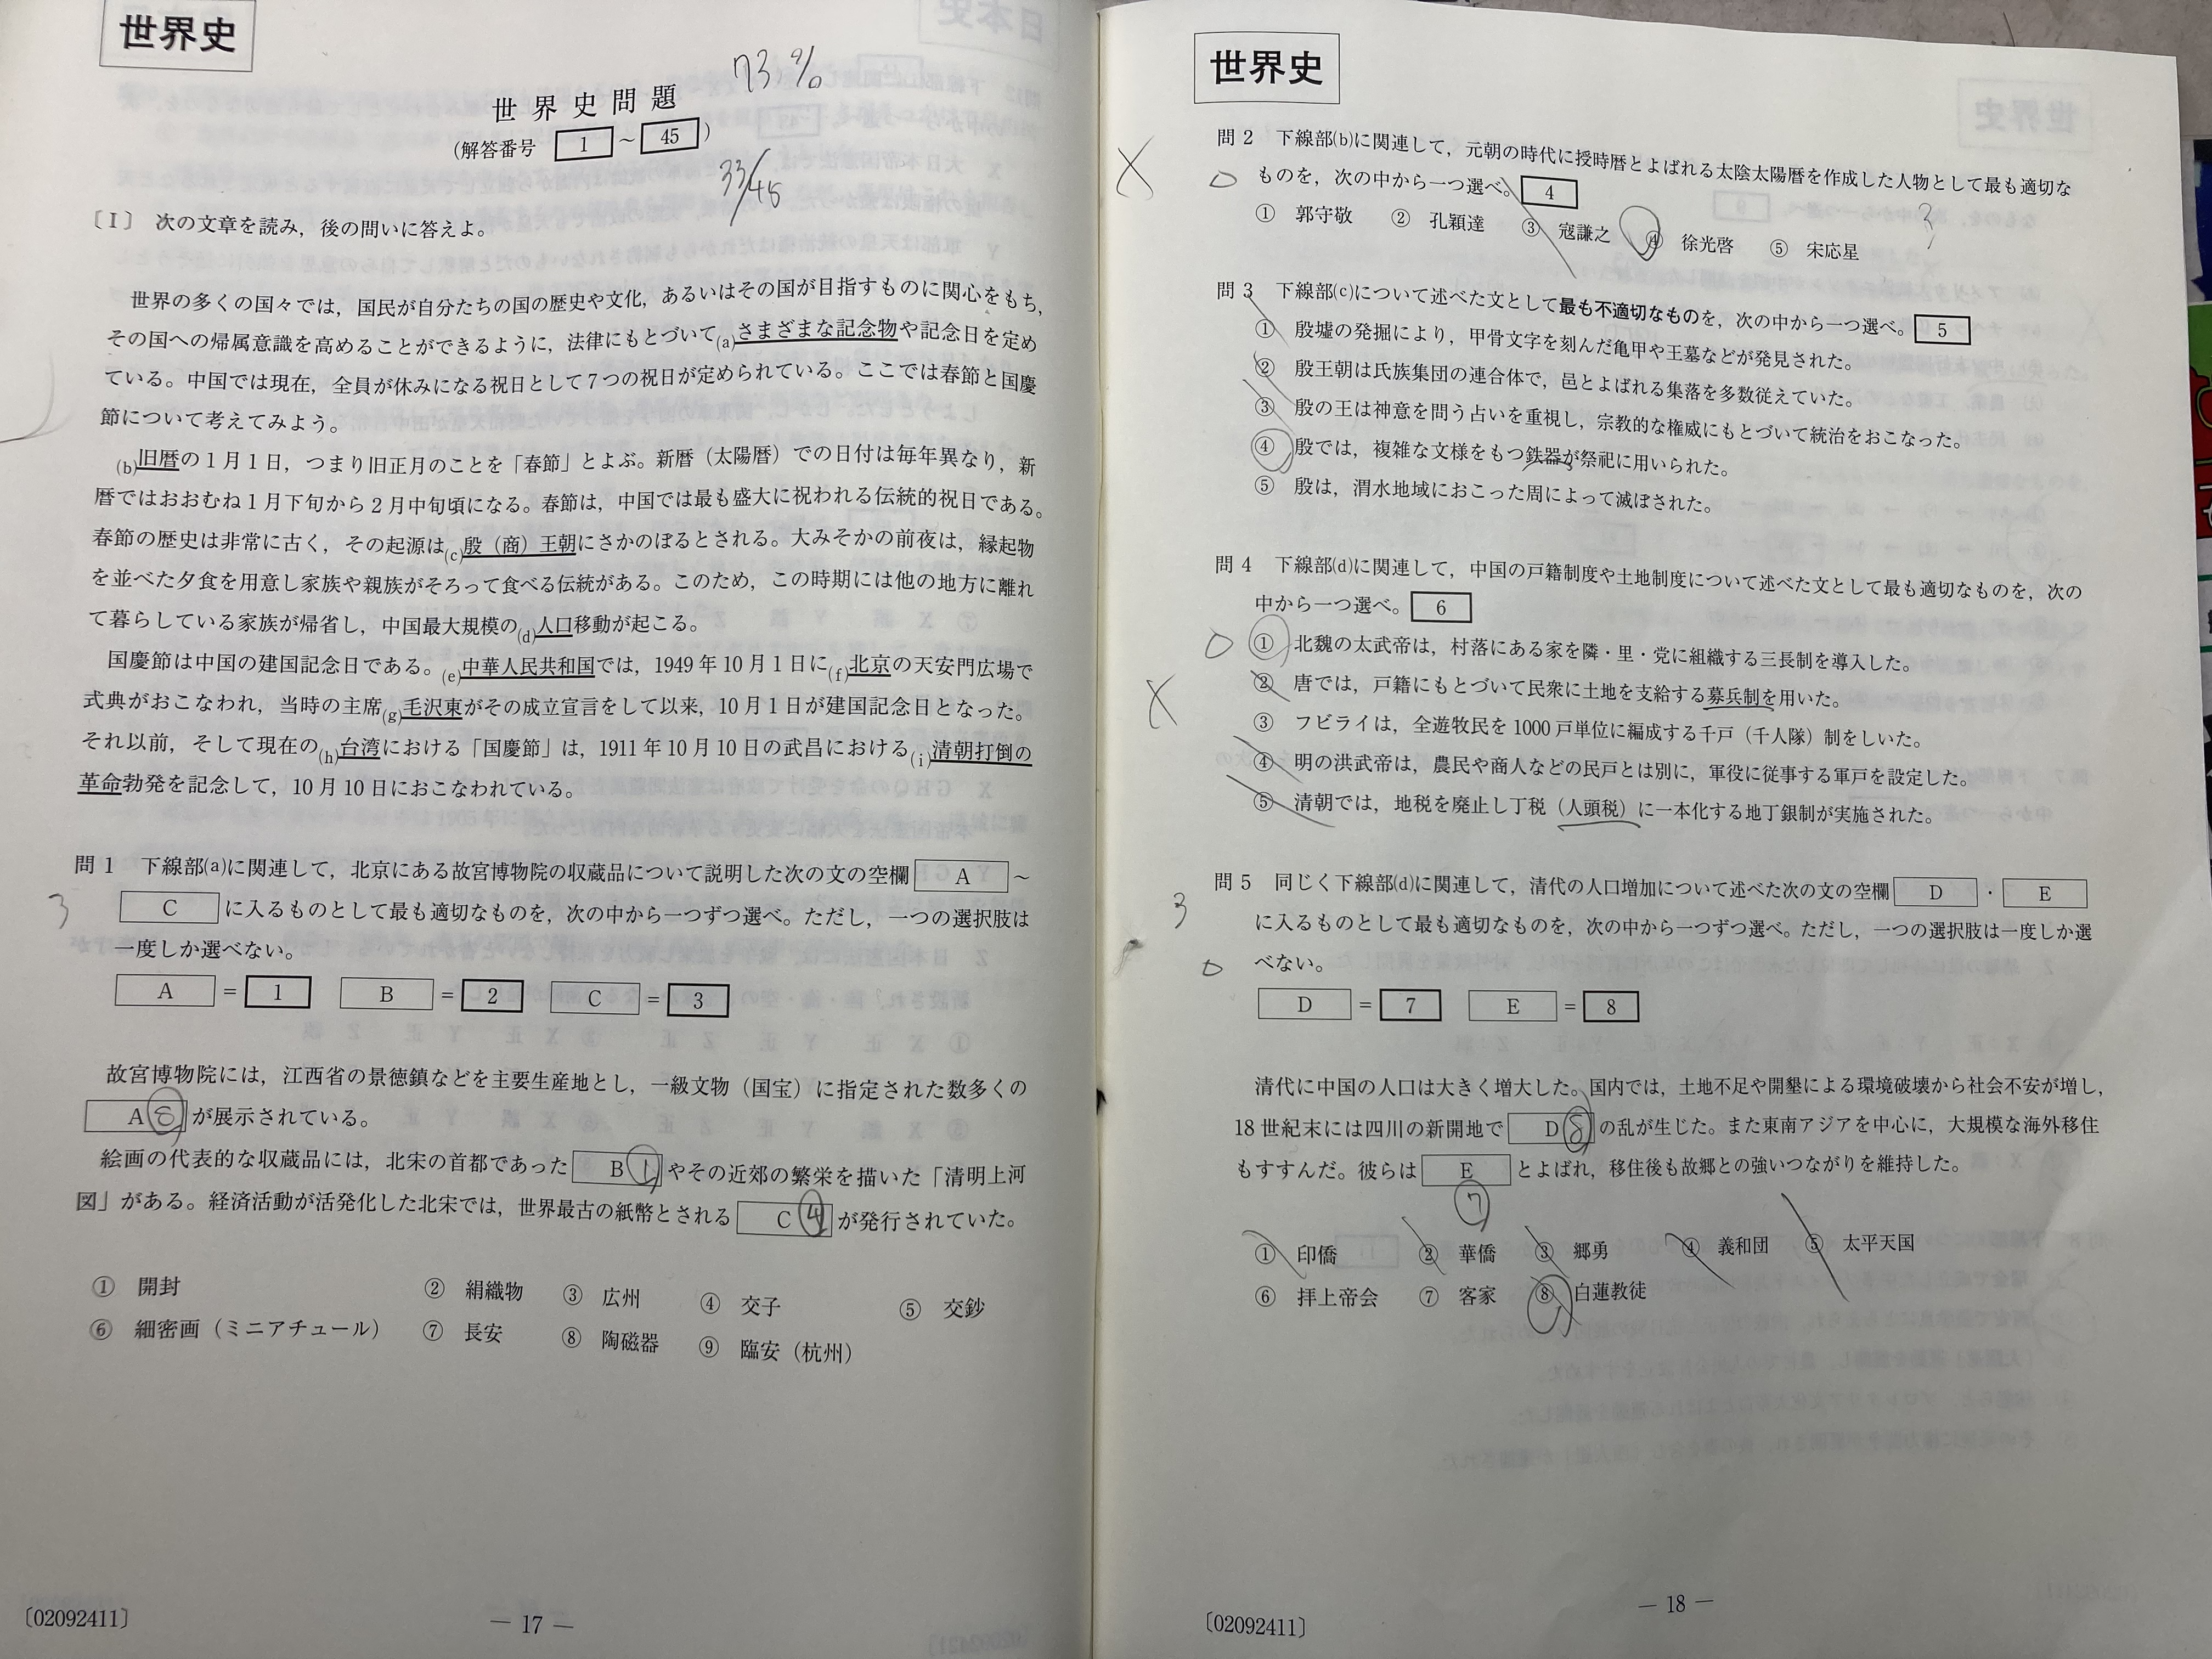 世界史
世界史問題
73%
(解答番号 1 ~ 45)
33/45
〔Ⅰ〕 次の文章を読み，後の問いに答えよ。
世界の多くの国々では，国民が自分たちの国の歴史や文化，あるいはその国が目指すものに関心をもち，
その国への帰属意識を高めることができるように，法律にもとづいて(a)さまざまな記念物や記念日を定め
ている。中国では現在，全員が休みになる祝日として7つの祝日が定められている。ここでは春節と国慶
節について考えてみよう。
(b)旧暦の1月1日，つまり旧正月のことを「春節」とよぶ。新暦（太陽暦）での日付は毎年異なり，新
暦ではおおむね1月下旬から2月中旬頃になる。春節は，中国では最も盛大に祝われる伝統的祝日である。
春節の歴史は非常に古く，その起源は(c)殷（商）王朝にさかのぼるとされる。大みそかの前夜は，縁起物
を並べた夕食を用意し家族や親族がそろって食べる伝統がある。このため，この時期には他の地方に離れ
て暮らしている家族が帰省し，中国最大規模の(d)人口移動が起こる。
国慶節は中国の建国記念日である。(e)中華人民共和国では，1949年10月1日に(f)北京の天安門広場で
式典がおこなわれ，当時の主席(g)毛沢東がその成立宣言をして以来，10月1日が建国記念日となった。
それ以前，そして現在の(h)台湾における「国慶節」は，1911年10月10日の武昌における(i)清朝打倒の
革命勃発を記念して，10月10日におこなわれている。
問1 下線部(a)に関連して，北京にある故宮博物院の収蔵品について説明した次の文の空欄 A ～
3
C に入るものとして最も適切なものを，次の中から一つずつ選べ。ただし，一つの選択肢は
一度しか選べない。
A = 1 B = 2 C = 3
故宮博物院には，江西省の景徳鎮などを主要生産地とし，一級文物（国宝）に指定された数多くの
A ⑧ が展示されている。
絵画の代表的な収蔵品には，北宋の首都であった B ① やその近郊の繁栄を描いた「清明上河
図」がある。経済活動が活発化した北宋では，世界最古の紙幣とされる C ④ が発行されていた。
① 開封 ② 絹織物 ③ 広州 ④ 交子 ⑤ 交鈔
⑥ 細密画（ミニアチュール） ⑦ 長安 ⑧ 陶磁器 ⑨ 臨安（杭州）
〔02092411〕
— 17 —
世界史
問2 下線部(b)に関連して，元朝の時代に授時暦とよばれる太陰太陽暦を作成した人物として最も適切な
ものを，次の中から一つ選べ。 4
① 郭守敬 ② 孔穎達 ③ 寇謙之 ④ 徐光啓 ⑤ 宋応星
3
問3 下線部(c)について述べた文として最も不適切なものを，次の中から一つ選べ。 5
① 殷墟の発掘により，甲骨文字を刻んだ亀甲や王墓などが発見された。
② 殷王朝は氏族集団の連合体で，邑とよばれる集落を多数従えていた。
③ 殷の王は神意を問う占いを重視し，宗教的な権威にもとづいて統治をおこなった。
④ 殷では，複雑な文様をもつ鉄器が祭祀に用いられた。
⑤ 殷は，渭水地域におこった周によって滅ぼされた。
問4 下線部(d)に関連して，中国の戸籍制度や土地制度について述べた文として最も適切なものを，次の
中から一つ選べ。 6
① 北魏の太武帝は，村落にある家を隣・里・党に組織する三長制を導入した。
② 唐では，戸籍にもとづいて民衆に土地を支給する募兵制を用いた。
③ フビライは，全遊牧民を1000戸単位に編成する千戸（千人隊）制をしいた。
④ 明の洪武帝は，農民や商人などの民戸とは別に，軍役に従事する軍戸を設定した。
⑤ 清朝では，地税を廃止し丁税（人頭税）に一本化する地丁銀制が実施された。
問5 同じく下線部(d)に関連して，清代の人口増加について述べた次の文の空欄 D ・ E
3
に入るものとして最も適切なものを，次の中から一つずつ選べ。ただし，一つの選択肢は一度しか選
べない。
D = 7 E = 8
清代に中国の人口は大きく増大した。国内では，土地不足や開墾による環境破壊から社会不安が増し，
18世紀末には四川の新開地で D ⑧ の乱が生じた。また東南アジアを中心に，大規模な海外移住
もすすんだ。彼らは E とよばれ，移住後も故郷との強いつながりを維持した。
⑦
① 印僑 ② 華僑 ③ 郷勇 ④ 義和団 ⑤ 太平天国
⑥ 拝上帝会 ⑦ 客家 ⑧ 白蓮教徒
〔02092411〕
— 18 —